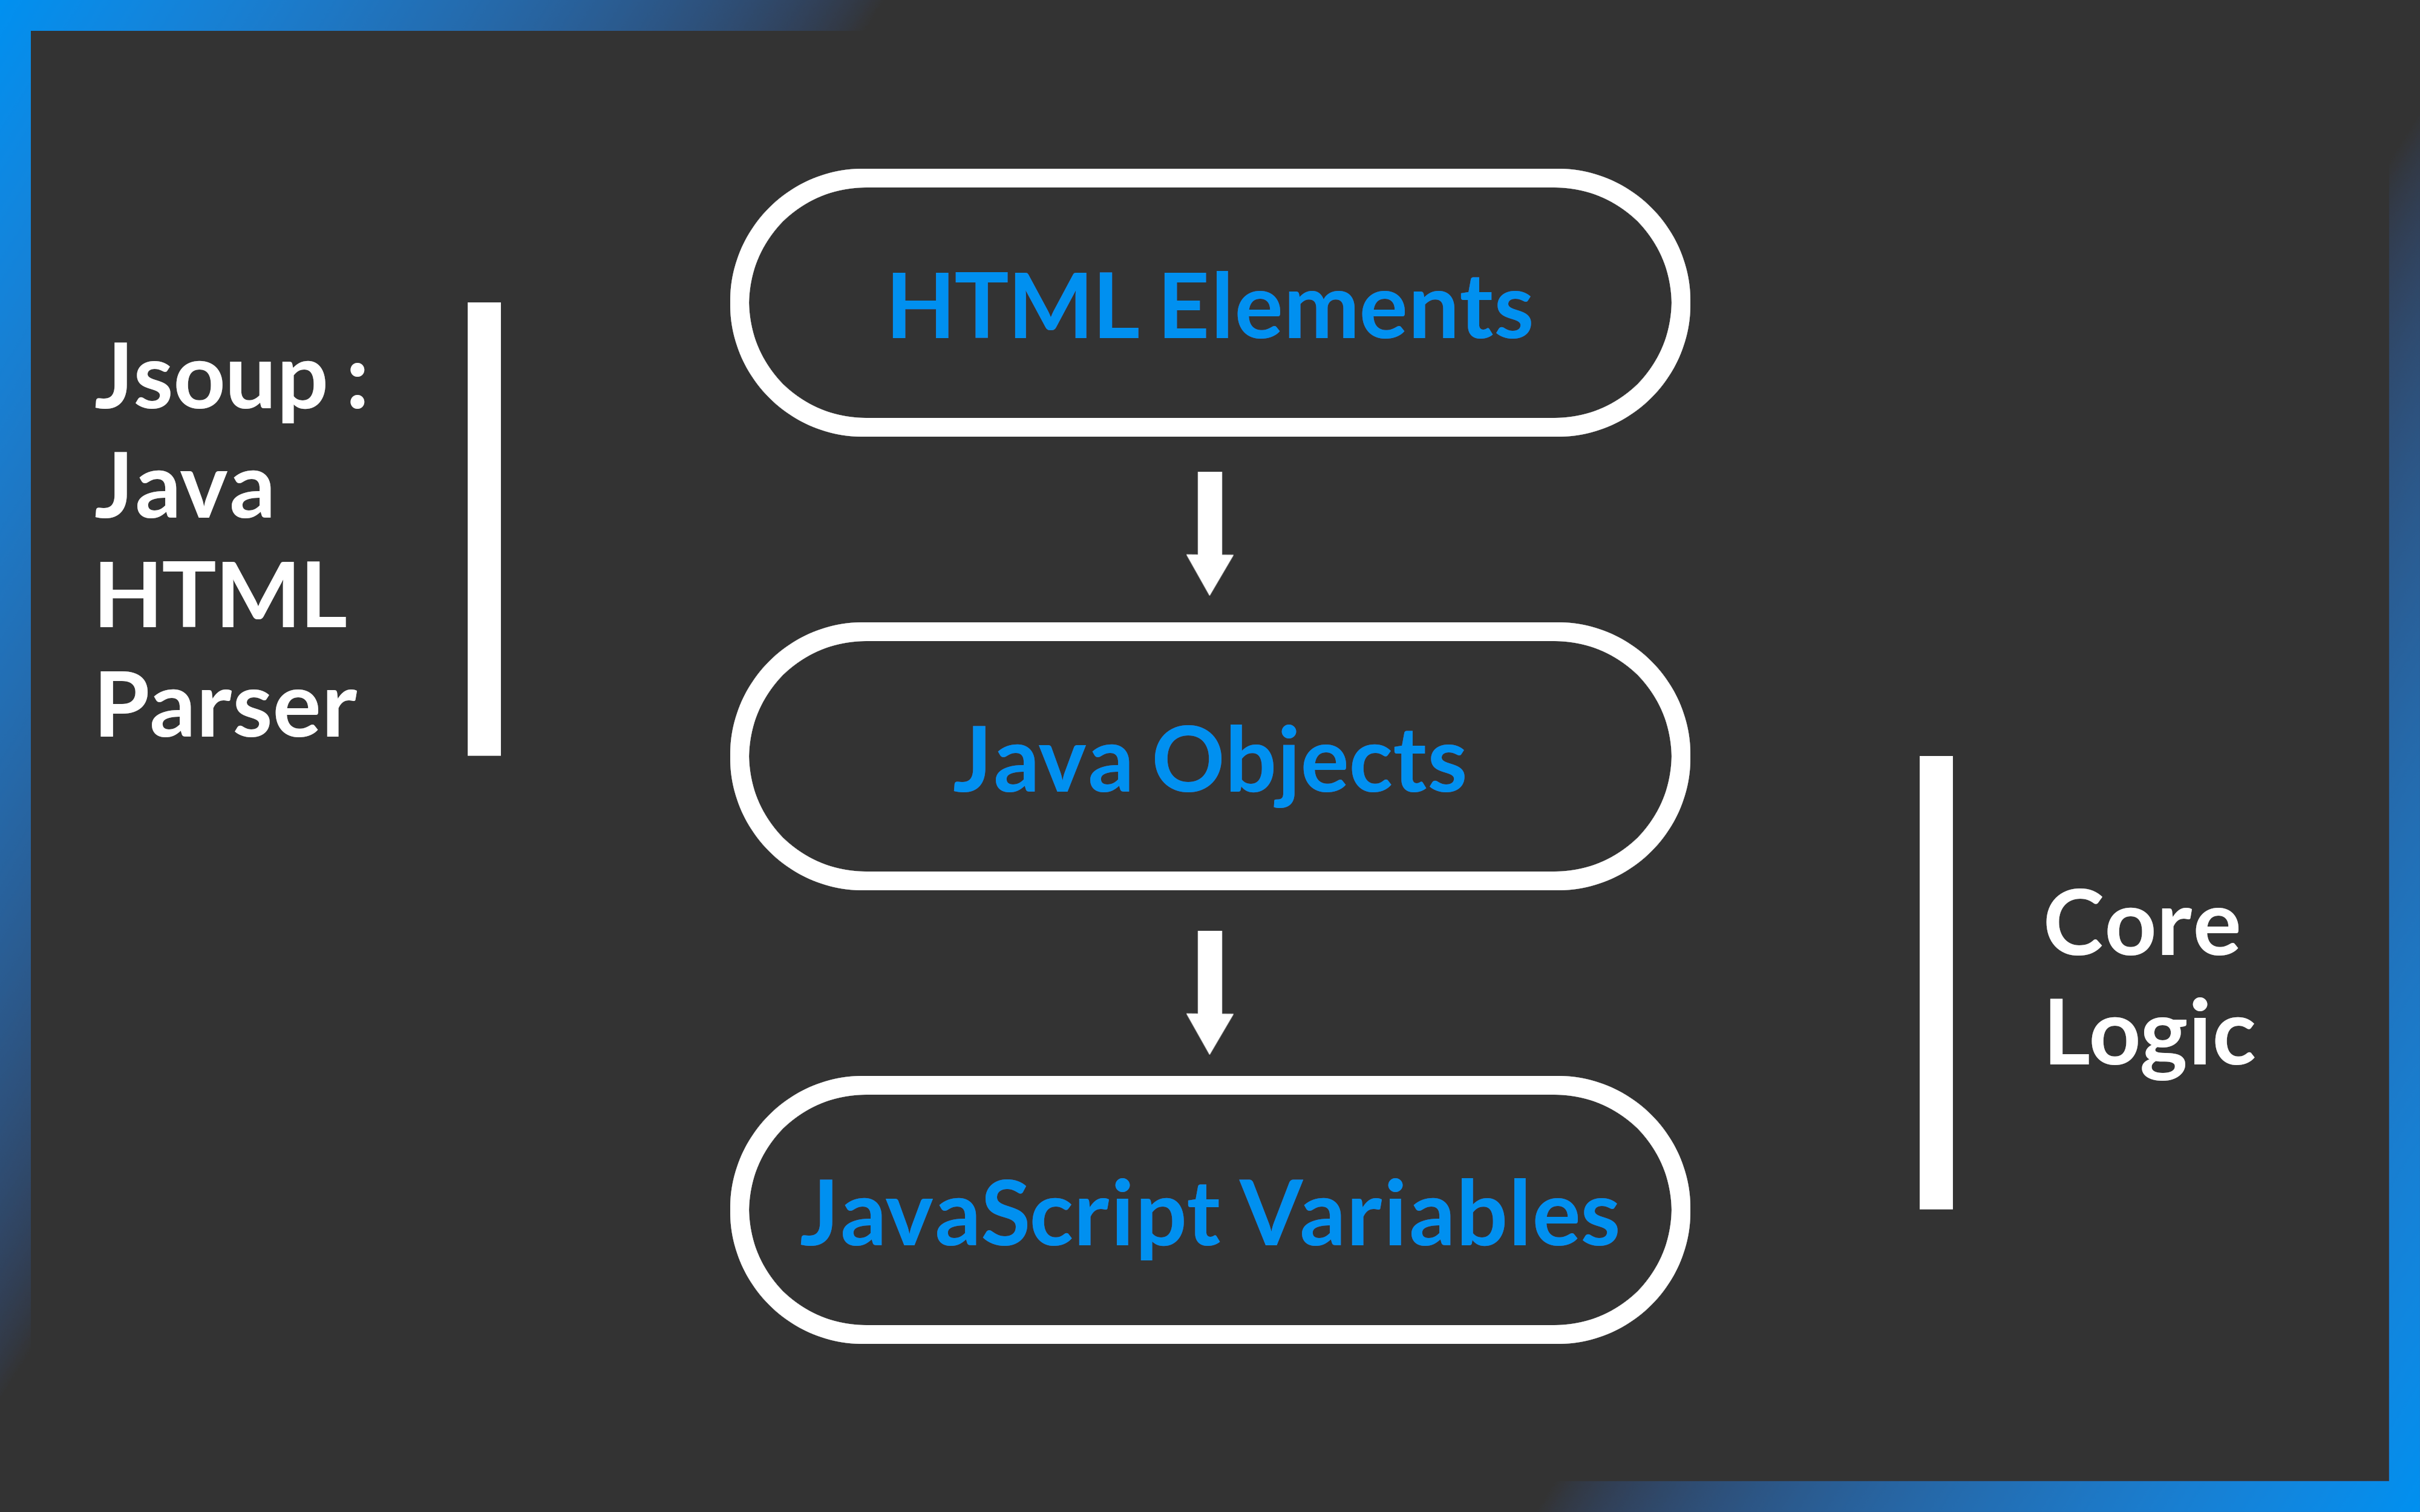 HTML Elements
Jsoup :
Java
HTML
Parser
Java Objects
Core
Logic
JavaScript Variables